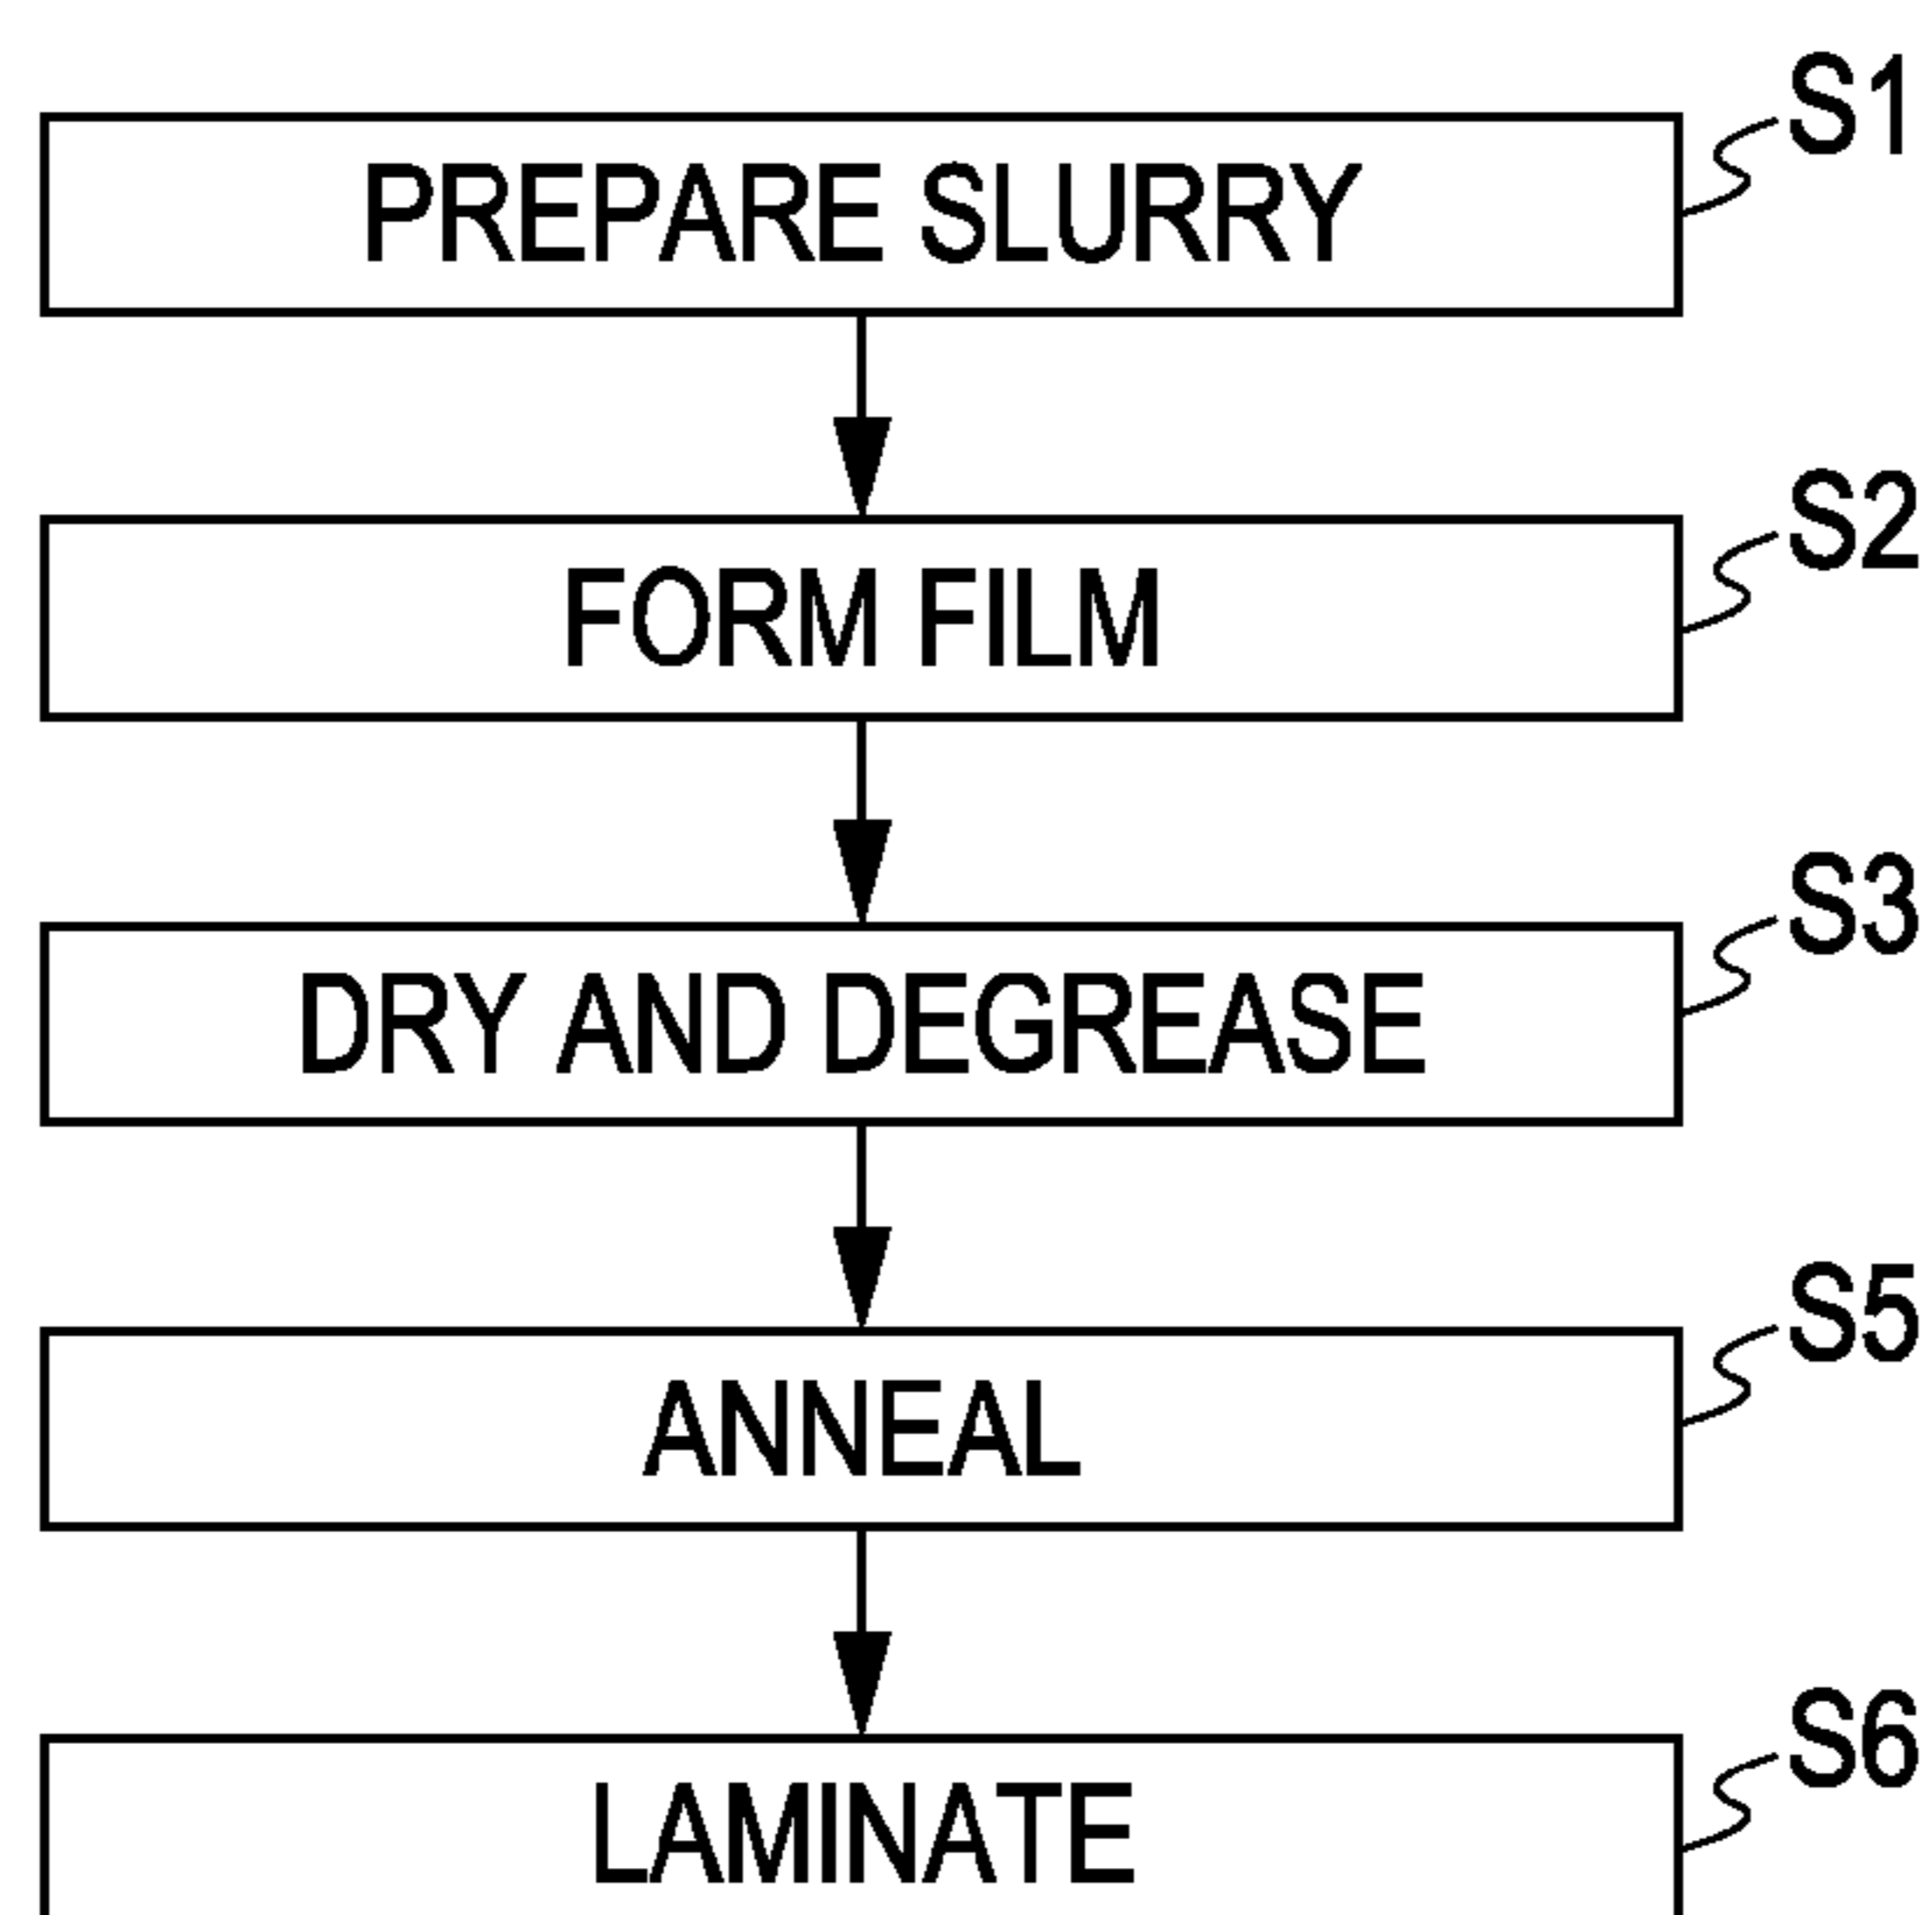 S1
PREPARE SLURRY
S2
FORM FILM
S3
DRY AND DEGREASE
S5
ANNEAL
S6
LAMINATE